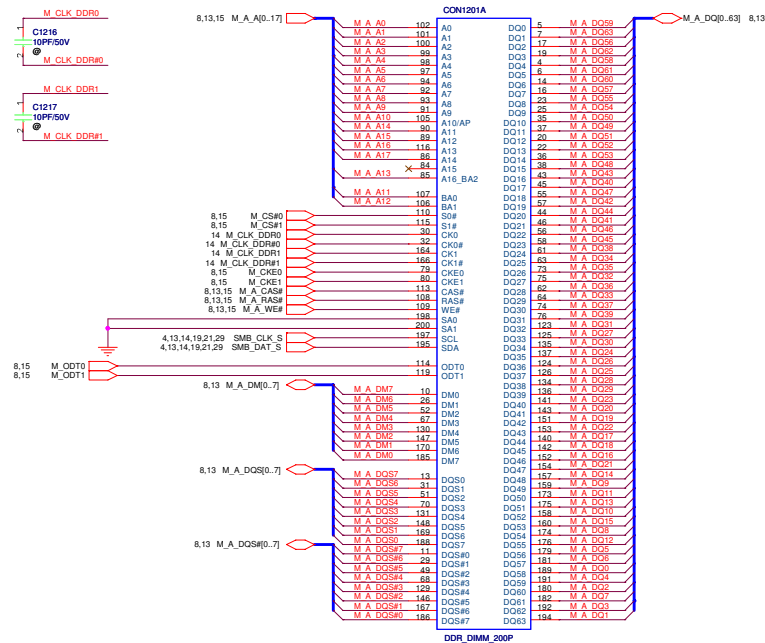 M_CLK_DDR0
1
C1216
10PF/50V
@
2
M_CLK_DDR#0
M_CLK_DDR1
1
C1217
10PF/50V
@
2
M_CLK_DDR#1
8,13,15 M_A_A[0..17]
CON1201A
M_A_A0 102 A0
M_A_A1 101 A1
M_A_A2 100 A2
M_A_A3 99 A3
M_A_A4 98 A4
M_A_A5 97 A5
M_A_A6 94 A6
M_A_A7 92 A7
M_A_A8 93 A8
M_A_A9 91 A9
M_A_A10 105 A10/AP
M_A_A14 90 A11
M_A_A15 89 A12
M_A_A16 116 A13
M_A_A17 86 A14
84 A15
M_A_A13 85 A16_BA2
M_A_A11 107 BA0
M_A_A12 106 BA1
8,15 M_CS#0 110 S0#
8,15 M_CS#1 115 S1#
14 M_CLK_DDR0 30 CK0
14 M_CLK_DDR#0 32 CK0#
14 M_CLK_DDR1 164 CK1
14 M_CLK_DDR#1 166 CK1#
8,15 M_CKE0 79 CKE0
8,15 M_CKE1 80 CKE1
8,13,15 M_A_CAS# 113 CAS#
8,13,15 M_A_RAS# 108 RAS#
8,13,15 M_A_WE# 109 WE#
198 SA0
200 SA1
4,13,14,19,21,29 SMB_CLK_S 197 SCL
4,13,14,19,21,29 SMB_DAT_S 195 SDA
8,15 M_ODT0 114 ODT0
8,15 M_ODT1 119 ODT1
8,13 M_A_DM[0..7]
M_A_DM7 10 DM0
M_A_DM6 26 DM1
M_A_DM5 52 DM2
M_A_DM4 67 DM3
M_A_DM3 130 DM4
M_A_DM2 147 DM5
M_A_DM1 170 DM6
M_A_DM0 185 DM7
8,13 M_A_DQS[0..7]
M_A_DQS7 13 DQS0
M_A_DQS6 31 DQS1
M_A_DQS5 51 DQS2
M_A_DQS4 70 DQS3
M_A_DQS3 131 DQS4
M_A_DQS2 148 DQS5
M_A_DQS1 169 DQS6
M_A_DQS0 188 DQS7
8,13 M_A_DQS#[0..7]
M_A_DQS#7 11 DQS#0
M_A_DQS#6 29 DQS#1
M_A_DQS#5 49 DQS#2
M_A_DQS#4 68 DQS#3
M_A_DQS#3 129 DQS#4
M_A_DQS#2 146 DQS#5
M_A_DQS#1 167 DQS#6
M_A_DQS#0 186 DQS#7
DQ0 5 M_A_DQ59
DQ1 7 M_A_DQ63
DQ2 17 M_A_DQ56
DQ3 19 M_A_DQ62
DQ4 4 M_A_DQ58
DQ5 6 M_A_DQ61
DQ6 14 M_A_DQ60
DQ7 16 M_A_DQ57
DQ8 23 M_A_DQ55
DQ9 25 M_A_DQ54
DQ10 35 M_A_DQ50
DQ11 37 M_A_DQ49
DQ12 20 M_A_DQ51
DQ13 22 M_A_DQ52
DQ14 36 M_A_DQ53
DQ15 38 M_A_DQ48
DQ16 43 M_A_DQ40
DQ17 45 M_A_DQ43
DQ18 55 M_A_DQ47
DQ19 57 M_A_DQ42
DQ20 44 M_A_DQ44
DQ21 46 M_A_DQ41
DQ22 56 M_A_DQ46
DQ23 58 M_A_DQ45
DQ24 61 M_A_DQ38
DQ25 63 M_A_DQ34
DQ26 73 M_A_DQ35
DQ27 75 M_A_DQ32
DQ28 62 M_A_DQ36
DQ29 64 M_A_DQ33
DQ30 74 M_A_DQ37
DQ31 76 M_A_DQ39
DQ32 123 M_A_DQ31
DQ33 125 M_A_DQ27
DQ34 135 M_A_DQ30
DQ35 137 M_A_DQ24
DQ36 124 M_A_DQ26
DQ37 126 M_A_DQ25
DQ38 134 M_A_DQ28
DQ39 136 M_A_DQ29
DQ40 141 M_A_DQ23
DQ41 143 M_A_DQ20
DQ42 151 M_A_DQ19
DQ43 153 M_A_DQ22
DQ44 140 M_A_DQ17
DQ45 142 M_A_DQ18
DQ46 152 M_A_DQ16
DQ47 154 M_A_DQ21
DQ48 157 M_A_DQ14
DQ49 159 M_A_DQ9
DQ50 173 M_A_DQ11
DQ51 175 M_A_DQ13
DQ52 158 M_A_DQ10
DQ53 160 M_A_DQ15
DQ54 174 M_A_DQ8
DQ55 176 M_A_DQ12
DQ56 179 M_A_DQ5
DQ57 181 M_A_DQ6
DQ58 189 M_A_DQ0
DQ59 191 M_A_DQ4
DQ60 180 M_A_DQ2
DQ61 182 M_A_DQ7
DQ62 192 M_A_DQ3
DQ63 194 M_A_DQ1
M_A_DQ[0..63] 8,13
DDR_DIMM_200P